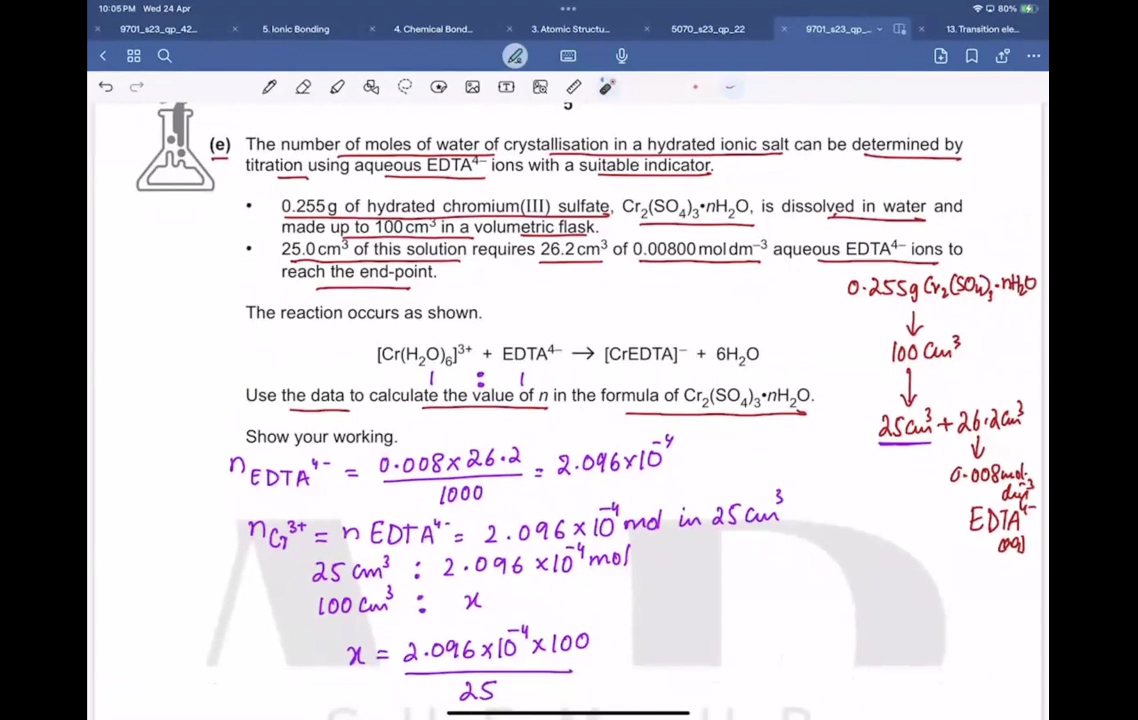 10:05 PM Wed 24 Apr
80%
9701_s23_qp_42...
5. Ionic Bonding
4. Chemical Bond...
3. Atomic Structu...
5070_s23_qp_22
9701_s23_qp_...
13. Transition ele...
5
(e) The number of moles of water of crystallisation in a hydrated ionic salt can be determined by
titration using aqueous EDTA⁴⁻ ions with a suitable indicator.
• 0.255g of hydrated chromium(III) sulfate, Cr₂(SO₄)₃•nH₂O, is dissolved in water and
made up to 100cm³ in a volumetric flask.
• 25.0cm³ of this solution requires 26.2cm³ of 0.00800moldm⁻³ aqueous EDTA⁴⁻ ions to
reach the end-point.
The reaction occurs as shown.
[Cr(H₂O)₆]³⁺ + EDTA⁴⁻ → [CrEDTA]⁻ + 6H₂O
1 : 1
Use the data to calculate the value of n in the formula of Cr₂(SO₄)₃•nH₂O.
Show your working.
0.255g Cr₂(SO₄)₃·nH₂O
↓
100 cm³
↓
25cm³ + 26.2cm³
↓
0.008mol
dm⁻³
EDTA⁴⁻
(aq)
n EDTA⁴⁻ = 0.008 × 26.2 / 1000 = 2.096×10⁻⁴
n Cr³⁺ = n EDTA⁴⁻ = 2.096 × 10⁻⁴ mol in 25 cm³
25 cm³ : 2.096 × 10⁻⁴ mol
100 cm³ : x
x = 2.096×10⁻⁴ × 100
25